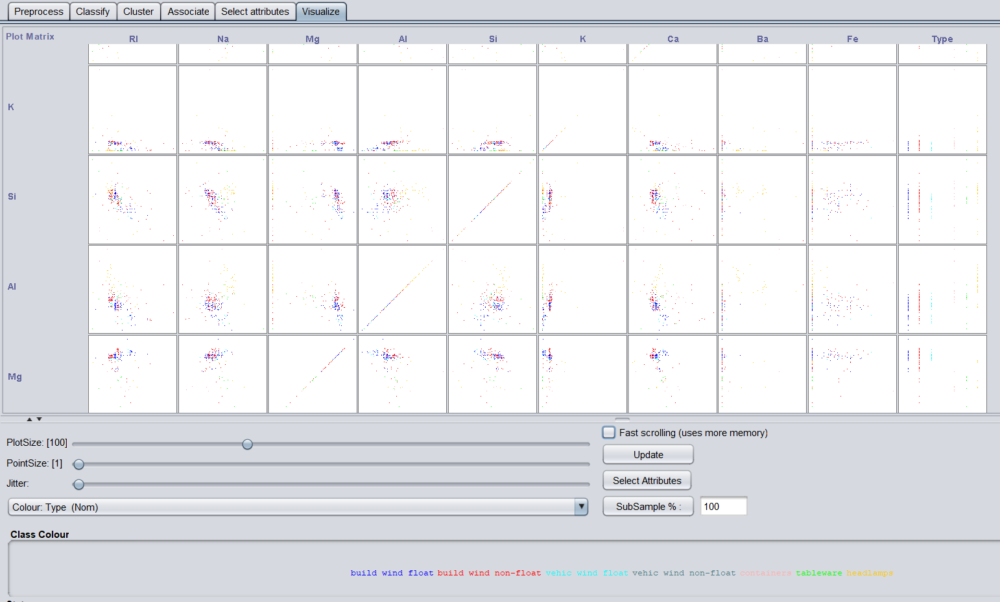 Preprocess Classify Cluster Associate Select attributes Visualize
Plot Matrix RI Na Mg Al Si K Ca Ba Fe Type
K
Si
Al
Mg
PlotSize: [100]
PointSize: [1]
Jitter:
Colour: Type (Nom)
Fast scrolling (uses more memory)
Update
Select Attributes
SubSample % : 100
Class Colour
build wind float build wind non-float vehic wind float vehic wind non-float containers tableware headlamps